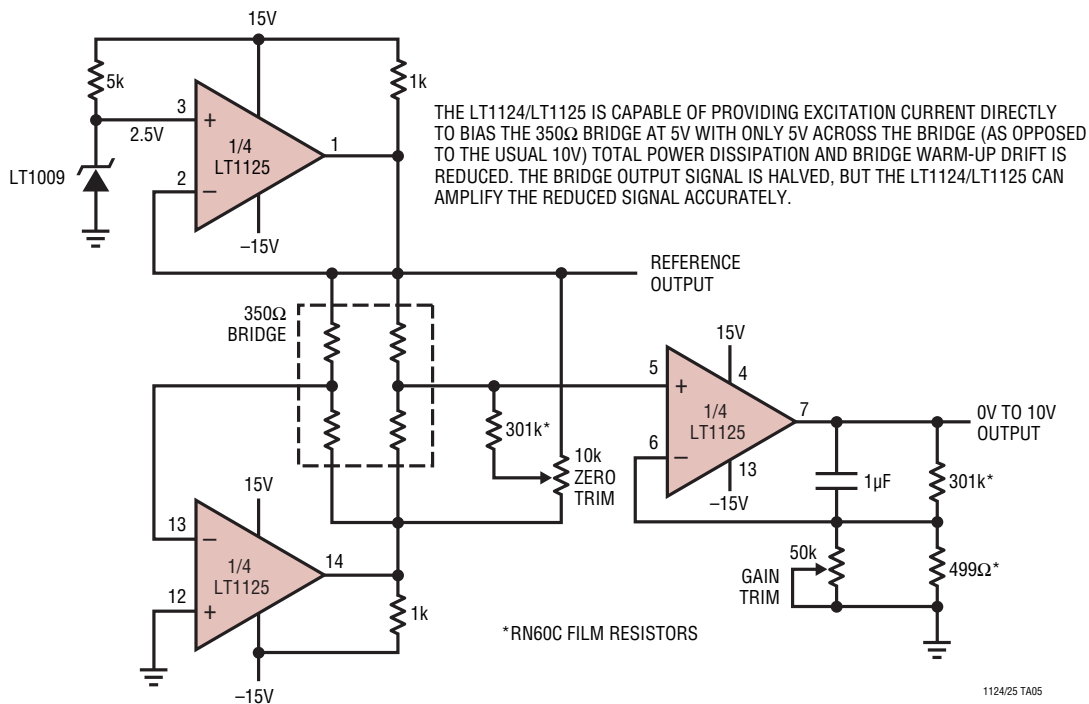 15V
5k
1k
3
+
2.5V
1/4
LT1125
1
LT1009
2
–
–15V
THE LT1124/LT1125 IS CAPABLE OF PROVIDING EXCITATION CURRENT DIRECTLY
TO BIAS THE 350Ω BRIDGE AT 5V WITH ONLY 5V ACROSS THE BRIDGE (AS OPPOSED
TO THE USUAL 10V) TOTAL POWER DISSIPATION AND BRIDGE WARM-UP DRIFT IS
REDUCED. THE BRIDGE OUTPUT SIGNAL IS HALVED, BUT THE LT1124/LT1125 CAN
AMPLIFY THE REDUCED SIGNAL ACCURATELY.
REFERENCE
OUTPUT
350Ω
BRIDGE
301k*
10k
ZERO
TRIM
15V
4
5
+
1/4
LT1125
7
6
–
13
–15V
0V TO 10V
OUTPUT
1µF
301k*
50k
GAIN
TRIM
499Ω*
15V
13
–
1/4
LT1125
14
12
+
1k
–15V
*RN60C FILM RESISTORS
1124/25 TA05